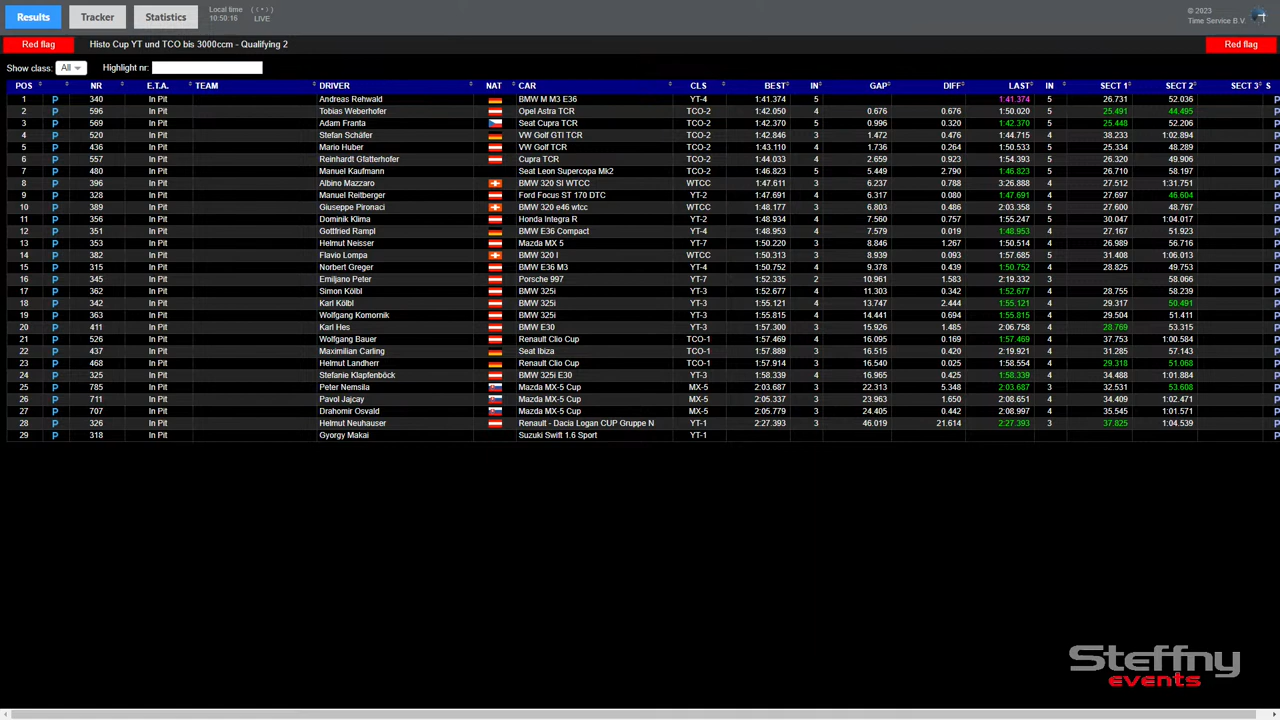 Results Tracker Statistics Local time 10:50:16 ((•)) LIVE © 2023 Time Service B.V.
Red flag Histo Cup YT und TCO bis 3000ccm - Qualifying 2 Red flag
Show class: All Highlight nr:
POS NR E.T.A. TEAM DRIVER NAT CAR CLS BEST IN GAP DIFF LAST IN SECT 1 SECT 2 SECT 3 S
1 P 340 In Pit Andreas Rehwald BMW M M3 E36 YT-4 1:41.374 5 1:41.374 5 26.731 52.036 P
2 P 596 In Pit Tobias Weberhofer Opel Astra TCR TCO-2 1:42.050 4 0.676 0.676 1:50.020 5 25.491 44.495 P
3 P 569 In Pit Adam Franta Seat Cupra TCR TCO-2 1:42.370 5 0.996 0.320 1:42.370 5 25.448 52.206 P
4 P 520 In Pit Stefan Schäfer VW Golf GTI TCR TCO-2 1:42.846 3 1.472 0.476 1:44.715 4 38.233 1:02.894 P
5 P 436 In Pit Mario Huber VW Golf TCR TCO-2 1:43.110 4 1.736 0.264 1:50.533 5 25.334 48.289 P
6 P 557 In Pit Reinhardt Gfatterhofer Cupra TCR TCO-2 1:44.033 4 2.659 0.923 1:54.393 5 26.320 49.906 P
7 P 480 In Pit Manuel Kaufmann Seat Leon Supercopa Mk2 TCO-2 1:46.823 5 5.449 2.790 1:46.823 5 26.710 58.197 P
8 P 396 In Pit Albino Mazzaro BMW 320 SI WTCC WTCC 1:47.611 3 6.237 0.788 3:26.888 4 27.512 1:31.751 P
9 P 328 In Pit Manuel Reitberger Ford Focus ST 170 DTC YT-2 1:47.691 4 6.317 0.080 1:47.691 4 27.697 46.604 P
10 P 389 In Pit Giuseppe Pironaci BMW 320 e46 wtcc WTCC 1:48.177 3 6.803 0.486 2:03.358 5 27.600 48.767 P
11 P 356 In Pit Dominik Klima Honda Integra R YT-2 1:48.934 4 7.560 0.757 1:55.247 5 30.047 1:04.017 P
12 P 351 In Pit Gottfried Rampl BMW E36 Compact YT-2 1:48.953 4 7.579 0.019 1:48.953 4 27.167 51.923 P
13 P 353 In Pit Helmut Neisser Mazda MX 5 YT-7 1:50.220 3 8.846 1.267 1:50.514 5 26.989 56.716 P
14 P 382 In Pit Flavio Lompa BMW 320 I WTCC 1:50.313 3 8.939 0.093 1:57.685 5 31.408 1:06.013 P
15 P 315 In Pit Norbert Greger BMW E36 M3 YT-4 1:50.752 4 9.378 0.439 1:50.752 4 28.825 49.753 P
16 P 345 In Pit Emiljano Peter Porsche 997 YT-7 1:52.335 2 10.961 1.583 2:19.332 3 58.066 P
17 P 362 In Pit Simon Kölbl BMW 325i YT-3 1:52.677 4 11.303 0.342 1:52.677 4 28.755 58.239 P
18 P 342 In Pit Karl Kölbl BMW 325i YT-3 1:55.121 4 13.747 2.444 1:55.121 4 29.317 50.491 P
19 P 363 In Pit Wolfgang Komornik BMW 325i YT-3 1:55.815 4 14.441 0.694 1:55.815 4 29.504 51.411 P
20 P 411 In Pit Karl Hes BMW E30 YT-3 1:57.300 3 15.926 1.485 2:06.758 4 28.769 53.315 P
21 P 526 In Pit Wolfgang Bauer Renault Clio Cup TCO-1 1:57.469 4 16.095 0.169 1:57.469 4 37.753 1:00.584 P
22 P 437 In Pit Maximilian Carling Seat Ibiza TCO-1 1:57.889 3 16.515 0.420 2:19.921 4 31.285 57.143 P
23 P 468 In Pit Helmut Landherr Renault Clio Cup TCO-1 1:57.914 3 16.540 0.025 1:58.554 4 29.318 51.068 P
24 P 325 In Pit Stefanie Klapfenböck BMW 325i E30 YT-3 1:58.339 4 16.965 0.425 1:58.339 4 34.488 1:01.884 P
25 P 785 In Pit Peter Nemsila Mazda MX-5 Cup MX-5 2:03.687 3 22.313 5.348 2:03.687 3 32.531 53.608 P
26 P 711 In Pit Pavol Jajcay Mazda MX-5 Cup MX-5 2:05.337 3 23.963 1.650 2:08.651 4 34.409 1:02.471 P
27 P 707 In Pit Drahomir Osvald Mazda MX-5 Cup MX-5 2:05.779 3 24.405 0.442 2:08.997 4 35.545 1:01.571 P
28 P 326 In Pit Helmut Neuhauser Renault - Dacia Logan CUP Gruppe N YT-1 2:27.393 3 46.019 21.614 2:27.393 3 37.825 1:04.539 P
29 P 318 In Pit Gyorgy Makai Suzuki Swift 1.6 Sport YT-1 P
Steffny
events